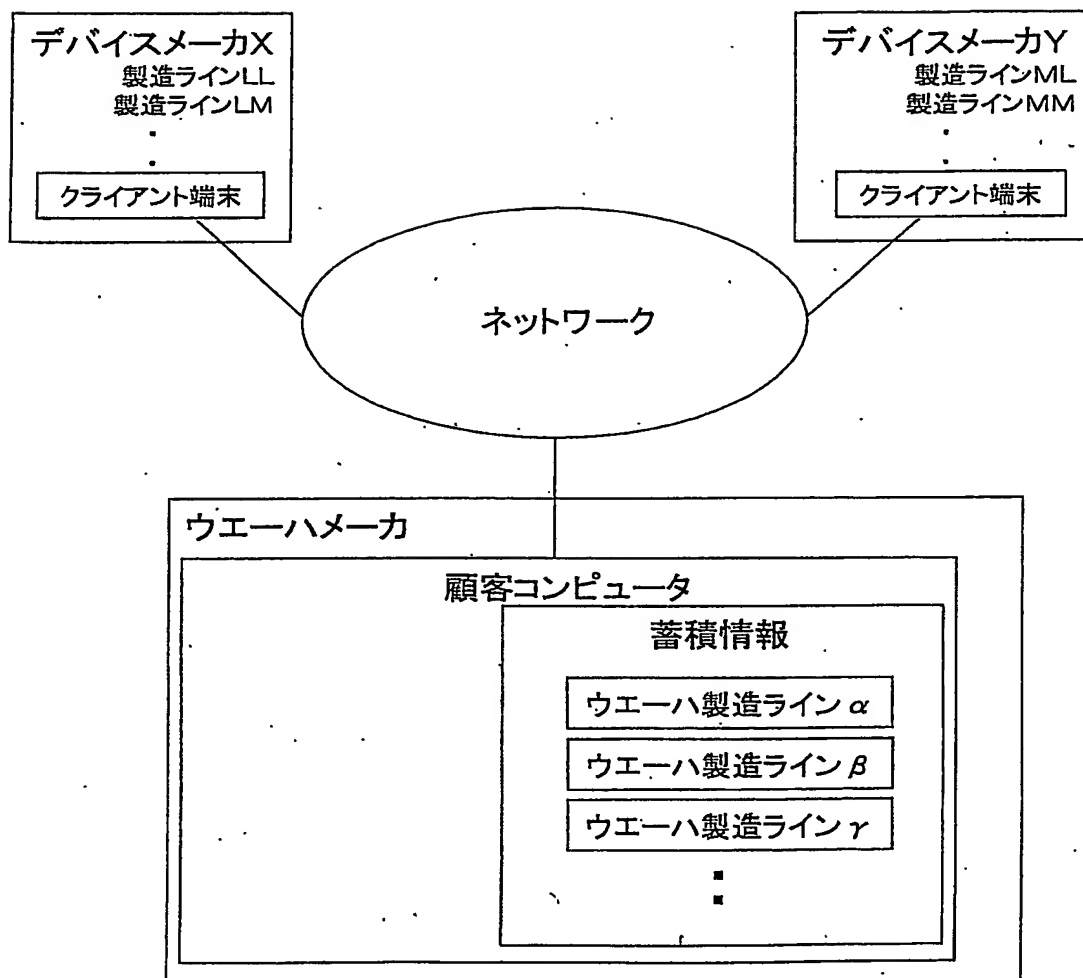 デバイスメーカX
製造ラインLL
製造ラインLM
クライアント端末
デバイスメーカY
製造ラインML
製造ラインMM
クライアント端末
ネットワーク
ウエーハメーカ
顧客コンピュータ
蓄積情報
ウエーハ製造ラインα
ウエーハ製造ラインβ
ウエーハ製造ラインγ